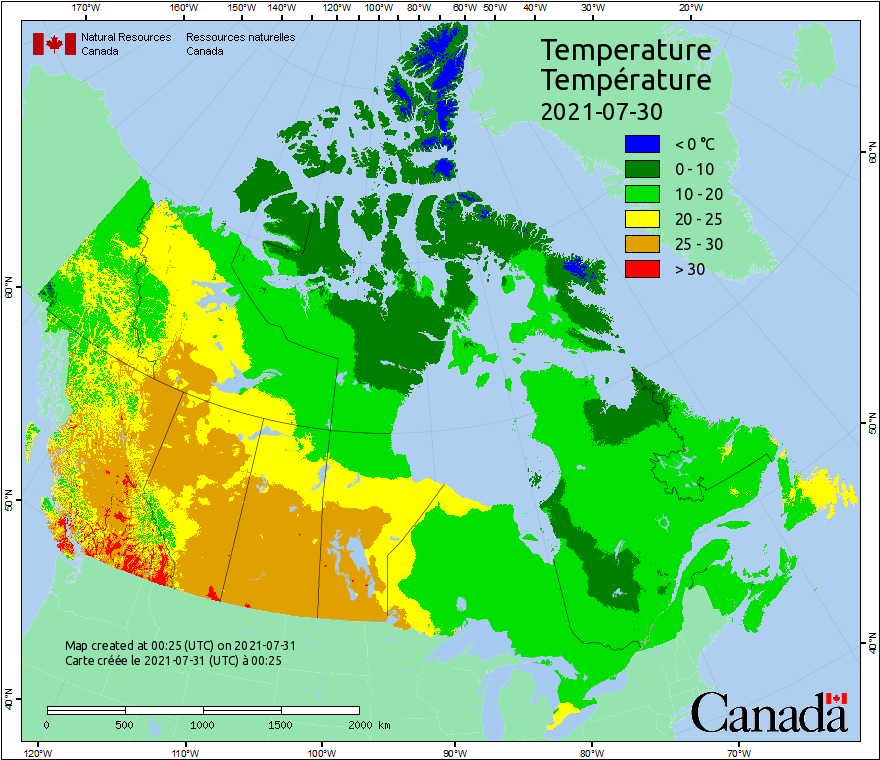 170°W 160°W 150°W 140°W 120°W 100°W 80°W 60°W 50°W 40°W 30°W 20°W
Natural Resources Ressources naturelles
Canada Canada
Temperature
Température
2021-07-30
< 0 °C
0 - 10
10 - 20
20 - 25
25 - 30
> 30
60°N
60°N
50°N
50°N
40°N
40°N
Map created at 00:25 (UTC) on 2021-07-31
Carte créée le 2021-07-31 (UTC) à 00:25
0 500 1000 1500 2000 km
Canada
120°W 110°W 100°W 90°W 80°W 70°W